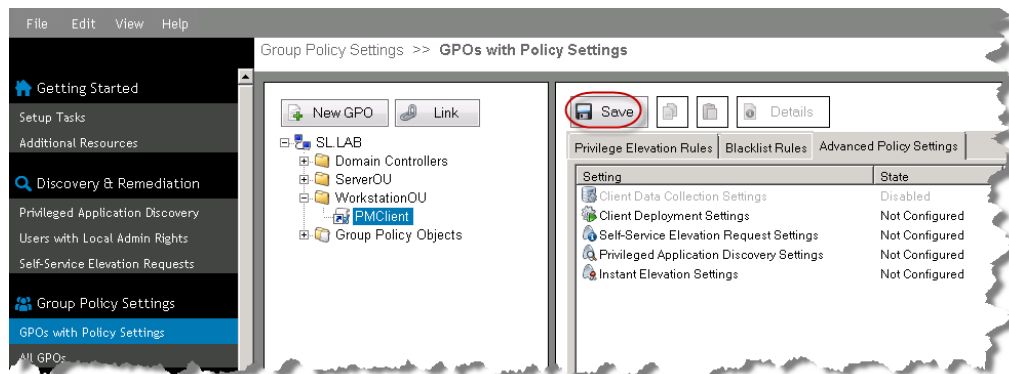 File Edit View Help
Group Policy Settings >> GPOs with Policy Settings
Getting Started
Setup Tasks
Additional Resources
Discovery & Remediation
Privileged Application Discovery
Users with Local Admin Rights
Self-Service Elevation Requests
Group Policy Settings
GPOs with Policy Settings
All GPOs
New GPO Link
SL.LAB
Domain Controllers
ServerOU
WorkstationOU
PMClient
Group Policy Objects
Save Details
Privilege Elevation Rules Blacklist Rules Advanced Policy Settings
Setting State
Client Data Collection Settings Disabled
Client Deployment Settings Not Configured
Self-Service Elevation Request Settings Not Configured
Privileged Application Discovery Settings Not Configured
Instant Elevation Settings Not Configured